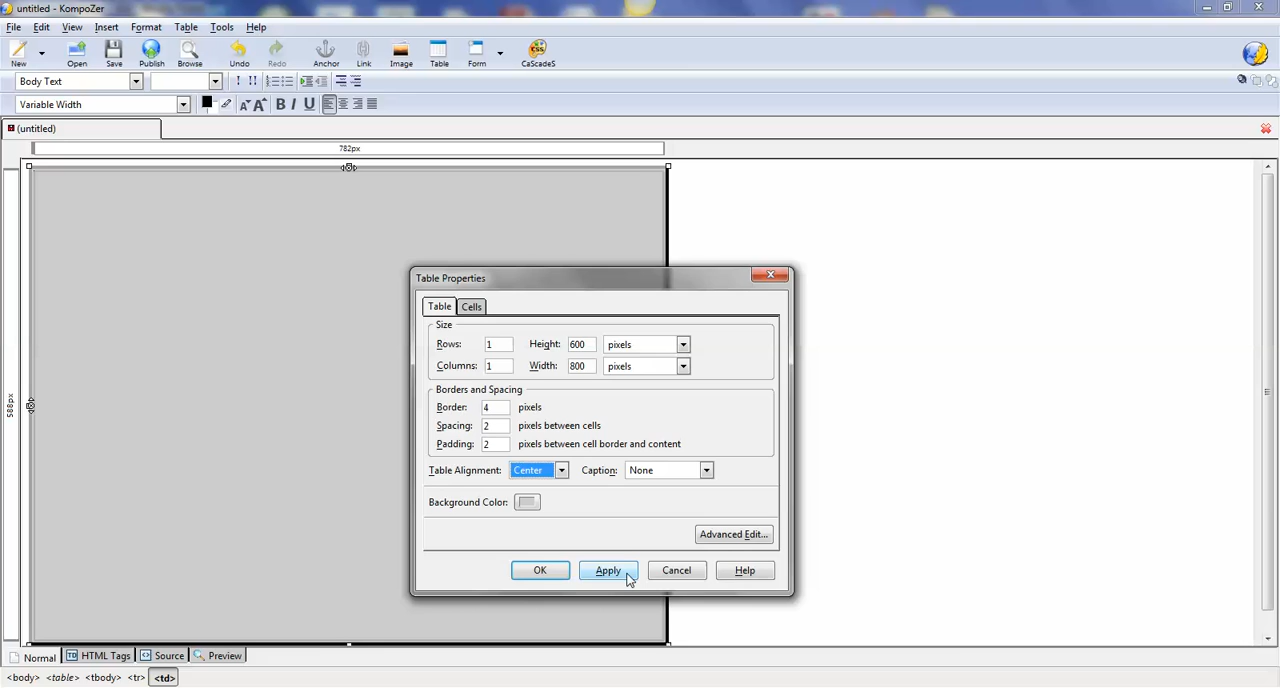 untitled - KompoZer
File Edit View Insert Format Table Tools Help
New Open Save Publish Browse Undo Redo Anchor Link Image Table Form CaScadeS
Body Text
Variable Width
B I U
(untitled)
782px
588px
Table Properties
Table Cells
Size
Rows: 1 Height: 600 pixels
Columns: 1 Width: 800 pixels
Borders and Spacing
Border: 4 pixels
Spacing: 2 pixels between cells
Padding: 2 pixels between cell border and content
Table Alignment: Center Caption: None
Background Color:
Advanced Edit...
OK Apply Cancel Help
Normal HTML Tags Source Preview
<body> <table> <tbody> <tr> <td>